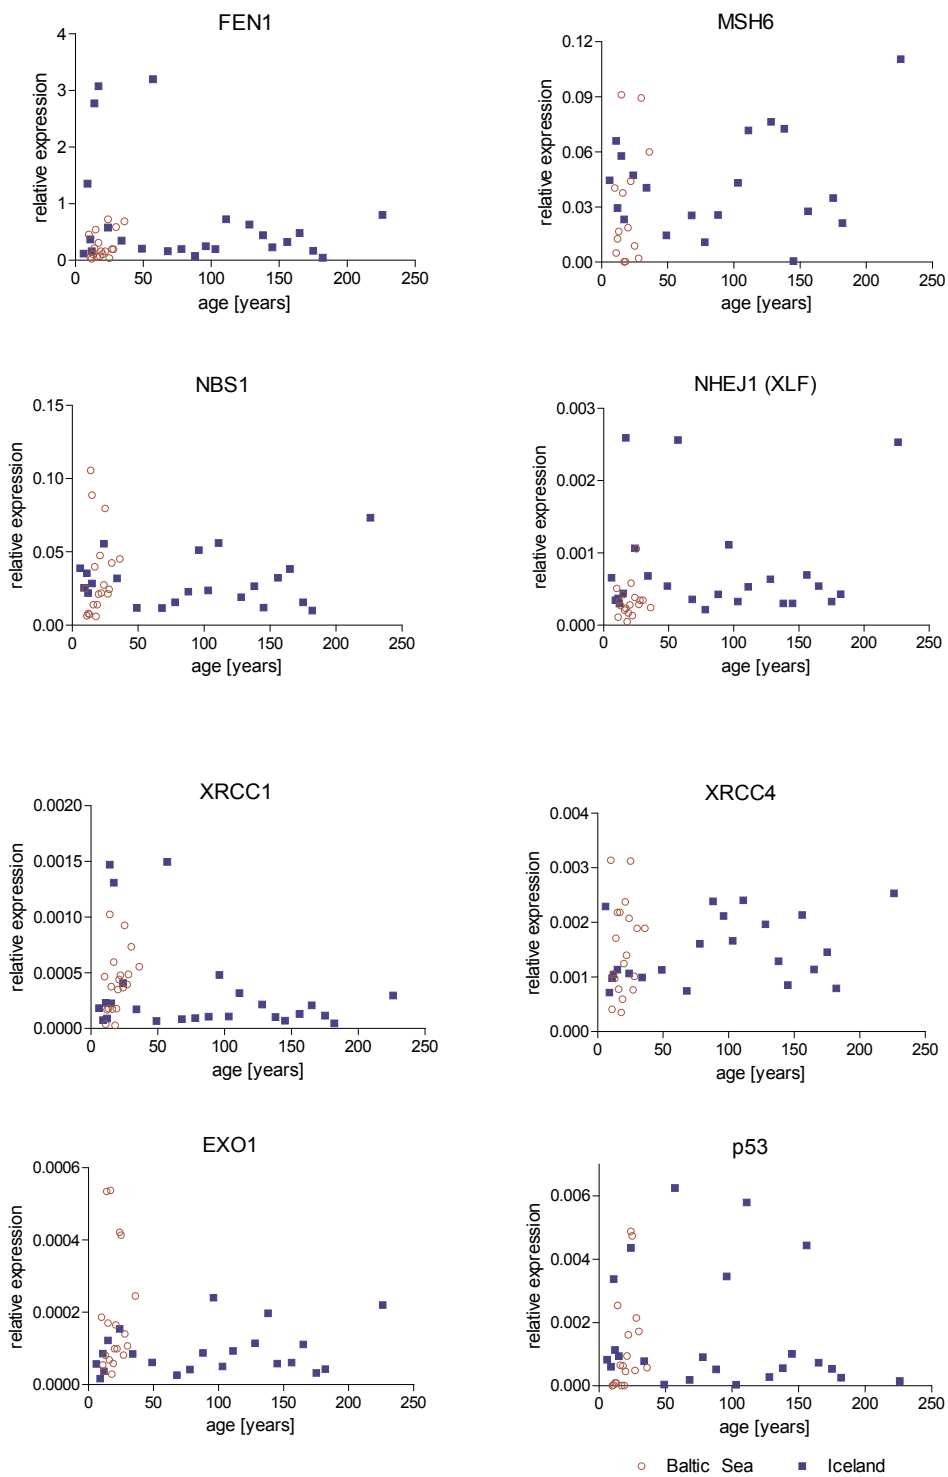 FEN1
4
3
2
1
0
relative expression
0 50 100 150 200 250
age [years]
MSH6
0.12
0.09
0.06
0.03
0.00
relative expression
0 50 100 150 200 250
age [years]
NBS1
0.15
0.10
0.05
0.00
relative expression
0 50 100 150 200 250
age [years]
NHEJ1 (XLF)
0.003
0.002
0.001
0.000
relative expression
0 50 100 150 200 250
age [years]
XRCC1
0.0020
0.0015
0.0010
0.0005
0.0000
relative expression
0 50 100 150 200 250
age [years]
XRCC4
0.004
0.003
0.002
0.001
0.000
relative expression
0 50 100 150 200 250
age [years]
EXO1
0.0006
0.0004
0.0002
0.0000
relative expression
0 50 100 150 200 250
age [years]
p53
0.006
0.004
0.002
0.000
relative expression
0 50 100 150 200 250
age [years]
Baltic Sea Iceland